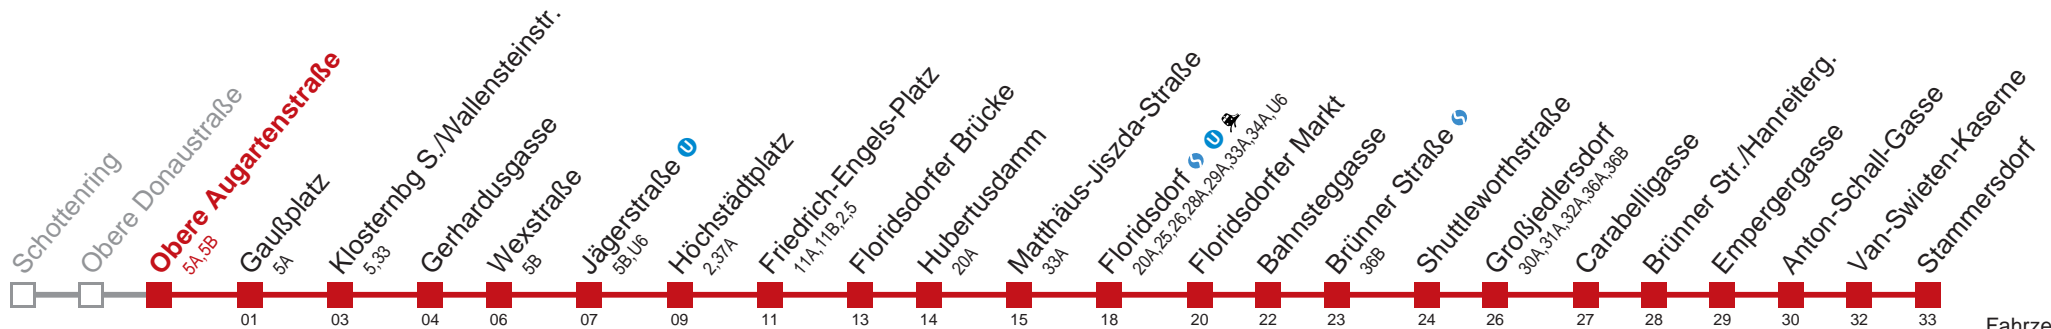 Schottenring
Obere Donaustraße
Obere Augartenstraße
5A,5B
Gaußplatz
5A
Klosternbg S./Wallensteinstr.
5,33
Gerhardusgasse
Wexstraße
5B
Jägerstraße U
5B,U6
Höchstädtplatz
2,37A
Friedrich-Engels-Platz
11A,11B,2,5
Floridsdorfer Brücke
Hubertusdamm
20A
Matthäus-Jiszda-Straße
33A
Floridsdorf S U
20A,25,26,28A,29A,33A,34A,U6
Floridsdorfer Markt
Bahnsteggasse
Brünner Straße S
36B
Shuttleworthstraße
Großjedlersdorf
30A,31A,32A,36A,36B
Carabelligasse
Brünner Str./Hanreiterg.
Empergergasse
Anton-Schall-Gasse
Van-Swieten-Kaserne
Stammersdorf
01 03 04 06 07 09 11 13 14 15 18 20 22 23 24 26 27 28 29 30 32 33
Fahrze